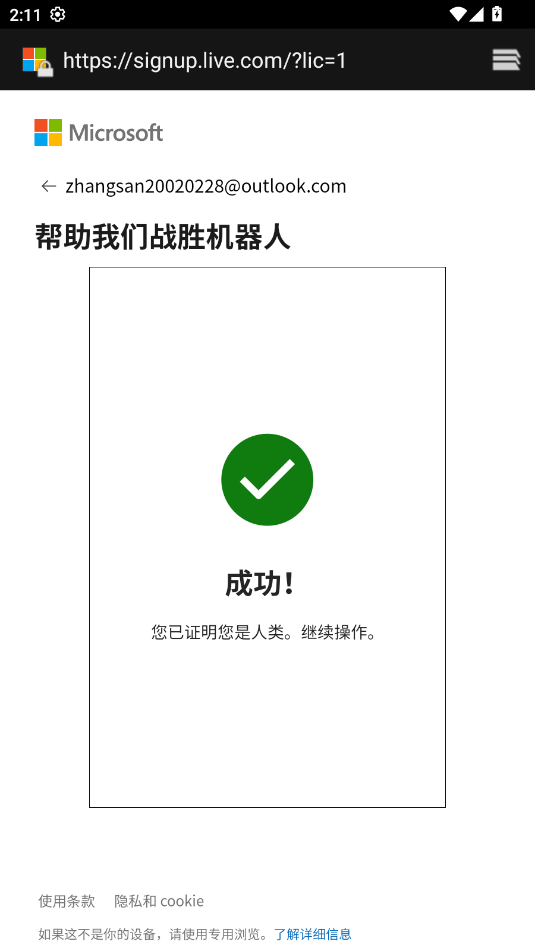 2:11
https://signup.live.com/?lic=1
Microsoft
zhangsan20020228@outlook.com
帮助我们战胜机器人
成功！
您已证明您是人类。继续操作。
使用条款 隐私和 cookie
如果这不是你的设备，请使用专用浏览。了解详细信息